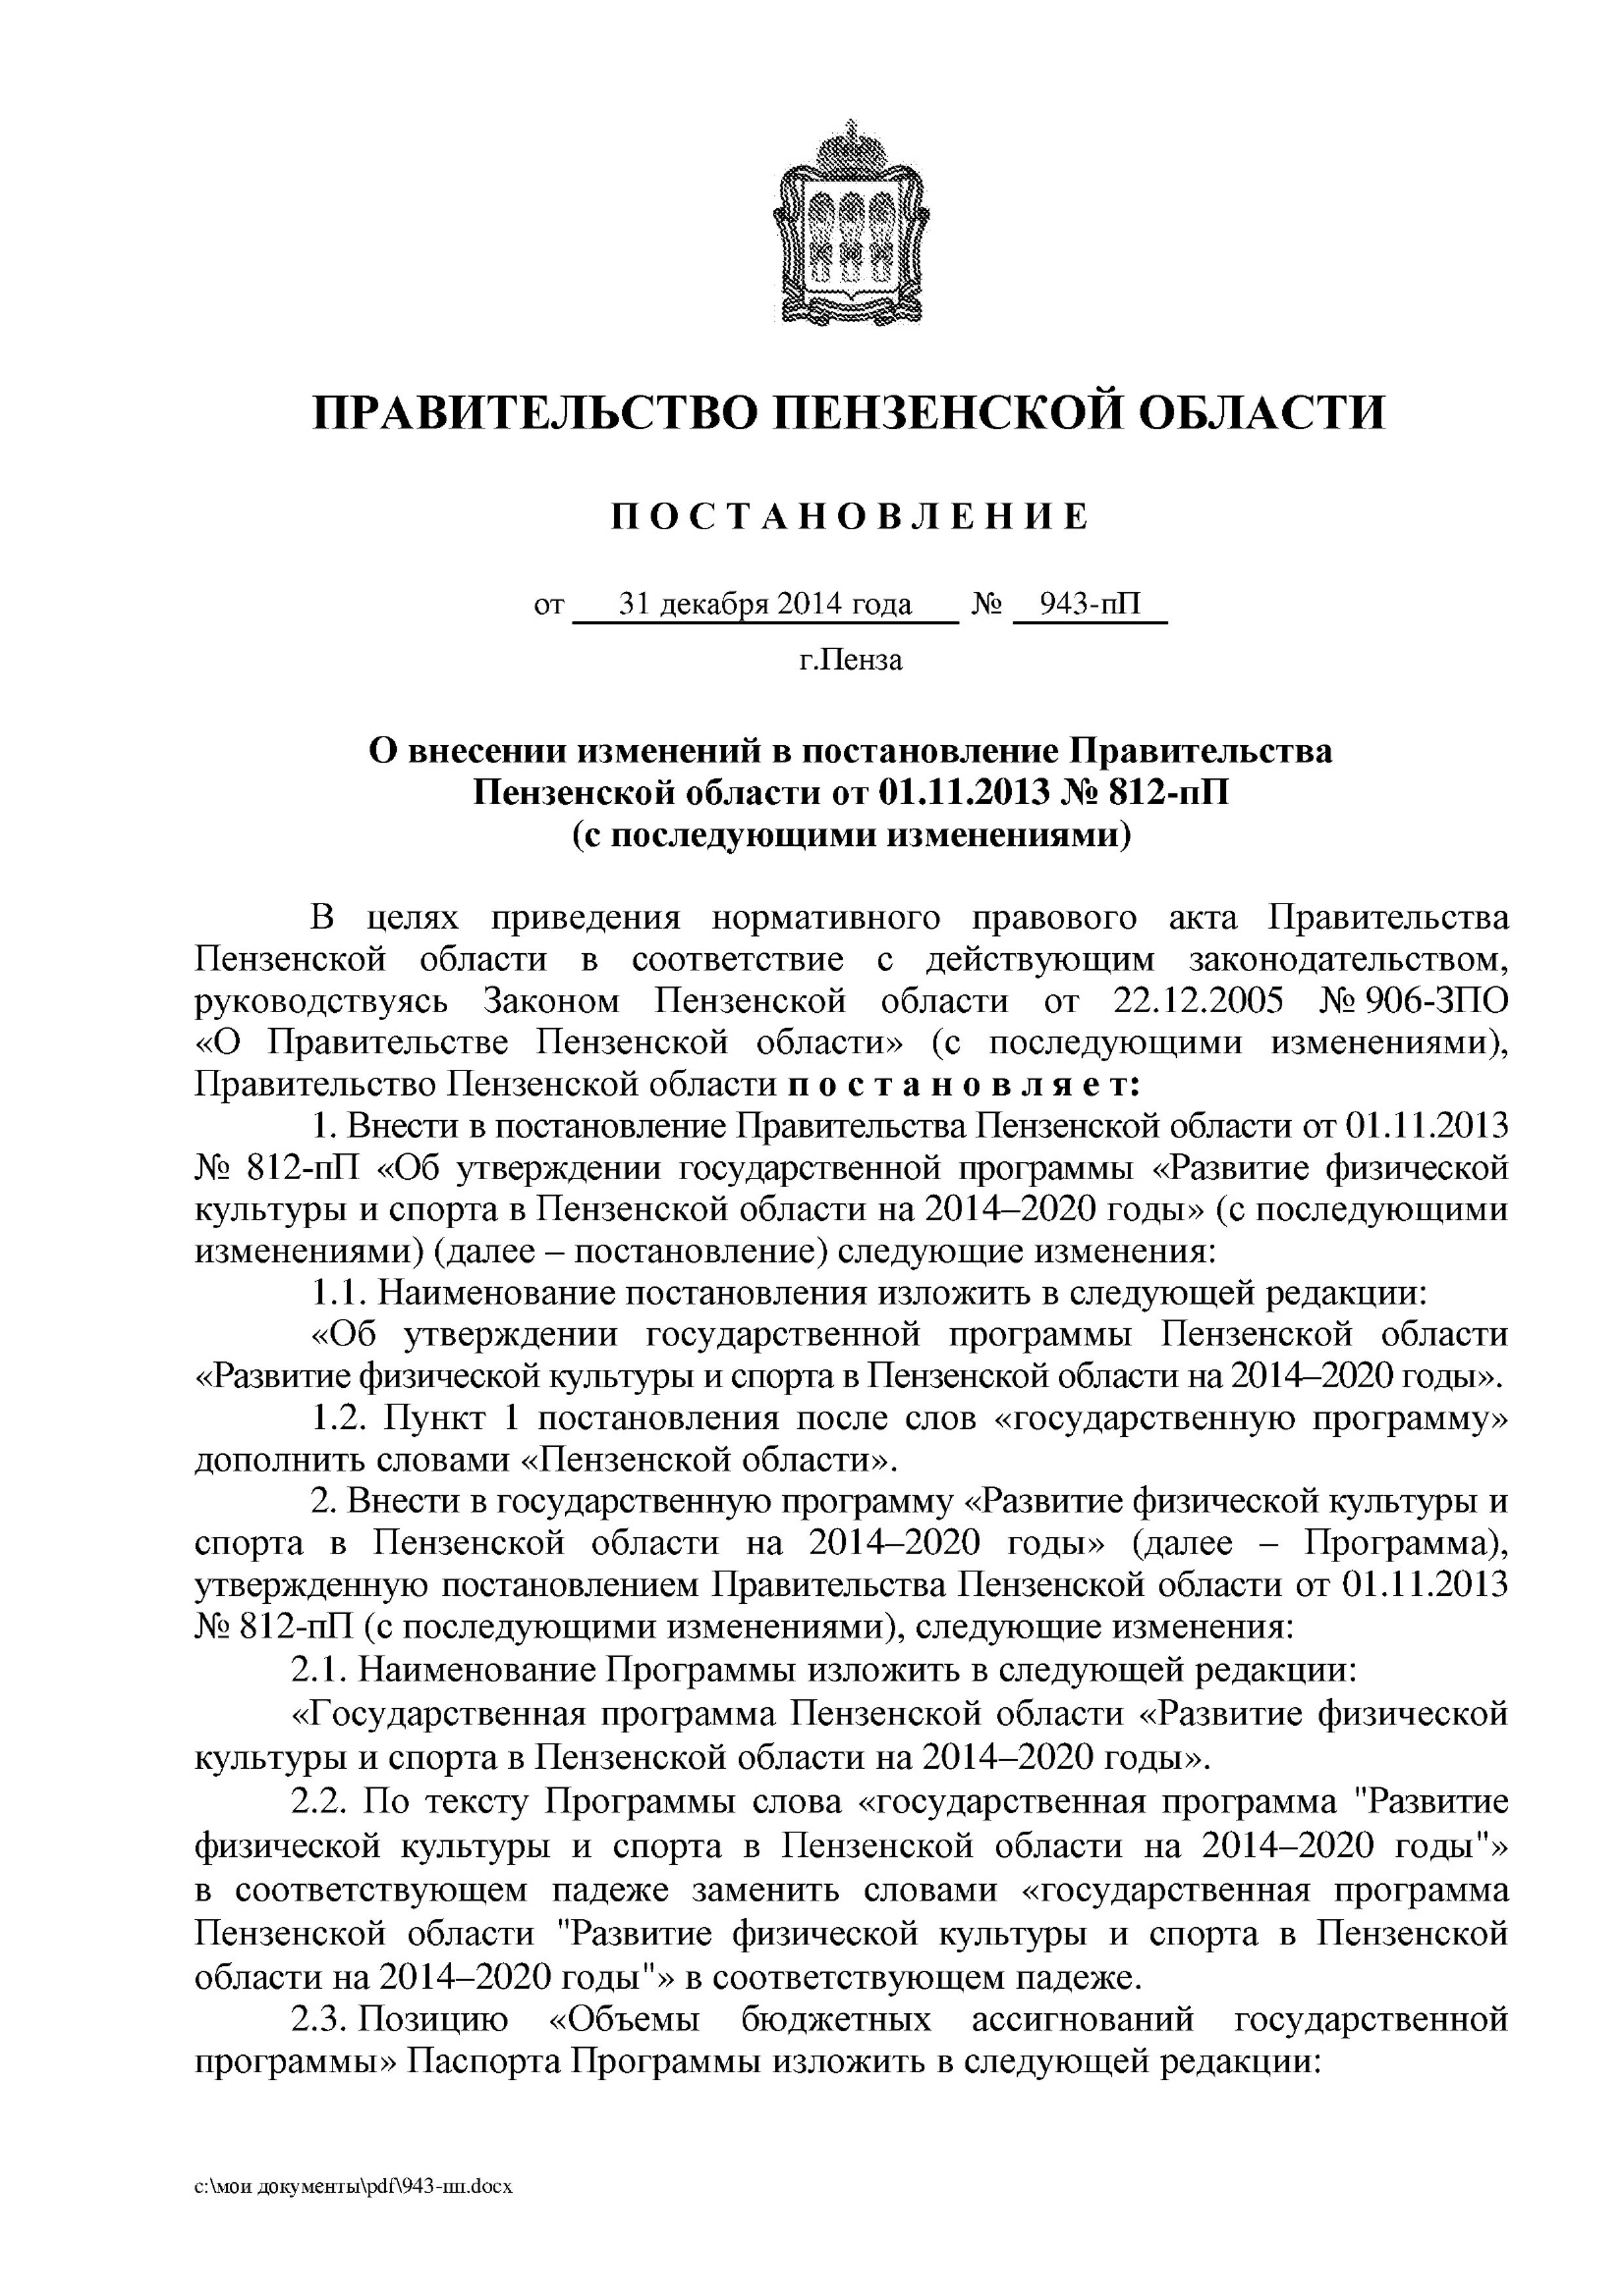 ПРАВИТЕЛЬСТВО ПЕНЗЕНСКОЙ ОБЛАСТИ
П О С Т А Н О В Л Е Н И Е
от 31 декабря 2014 года № 943-пП
г.Пенза
О внесении изменений в постановление Правительства
Пензенской области от 01.11.2013 № 812-пП
(с последующими изменениями)
В целях приведения нормативного правового акта Правительства
Пензенской области в соответствие с действующим законодательством,
руководствуясь Законом Пензенской области от 22.12.2005 № 906-ЗПО
«О Правительстве Пензенской области» (с последующими изменениями),
Правительство Пензенской области п о с т а н о в л я е т:
1. Внести в постановление Правительства Пензенской области от 01.11.2013
№ 812-пП «Об утверждении государственной программы «Развитие физической
культуры и спорта в Пензенской области на 2014–2020 годы» (с последующими
изменениями) (далее – постановление) следующие изменения:
1.1. Наименование постановления изложить в следующей редакции:
«Об утверждении государственной программы Пензенской области
«Развитие физической культуры и спорта в Пензенской области на 2014–2020 годы».
1.2. Пункт 1 постановления после слов «государственную программу»
дополнить словами «Пензенской области».
2. Внести в государственную программу «Развитие физической культуры и
спорта в Пензенской области на 2014–2020 годы» (далее – Программа),
утвержденную постановлением Правительства Пензенской области от 01.11.2013
№ 812-пП (с последующими изменениями), следующие изменения:
2.1. Наименование Программы изложить в следующей редакции:
«Государственная программа Пензенской области «Развитие физической
культуры и спорта в Пензенской области на 2014–2020 годы».
2.2. По тексту Программы слова «государственная программа "Развитие
физической культуры и спорта в Пензенской области на 2014–2020 годы"»
в соответствующем падеже заменить словами «государственная программа
Пензенской области "Развитие физической культуры и спорта в Пензенской
области на 2014–2020 годы"» в соответствующем падеже.
2.3. Позицию «Объемы бюджетных ассигнований государственной
программы» Паспорта Программы изложить в следующей редакции:
c:\мои документы\pdf\943-пп.docx